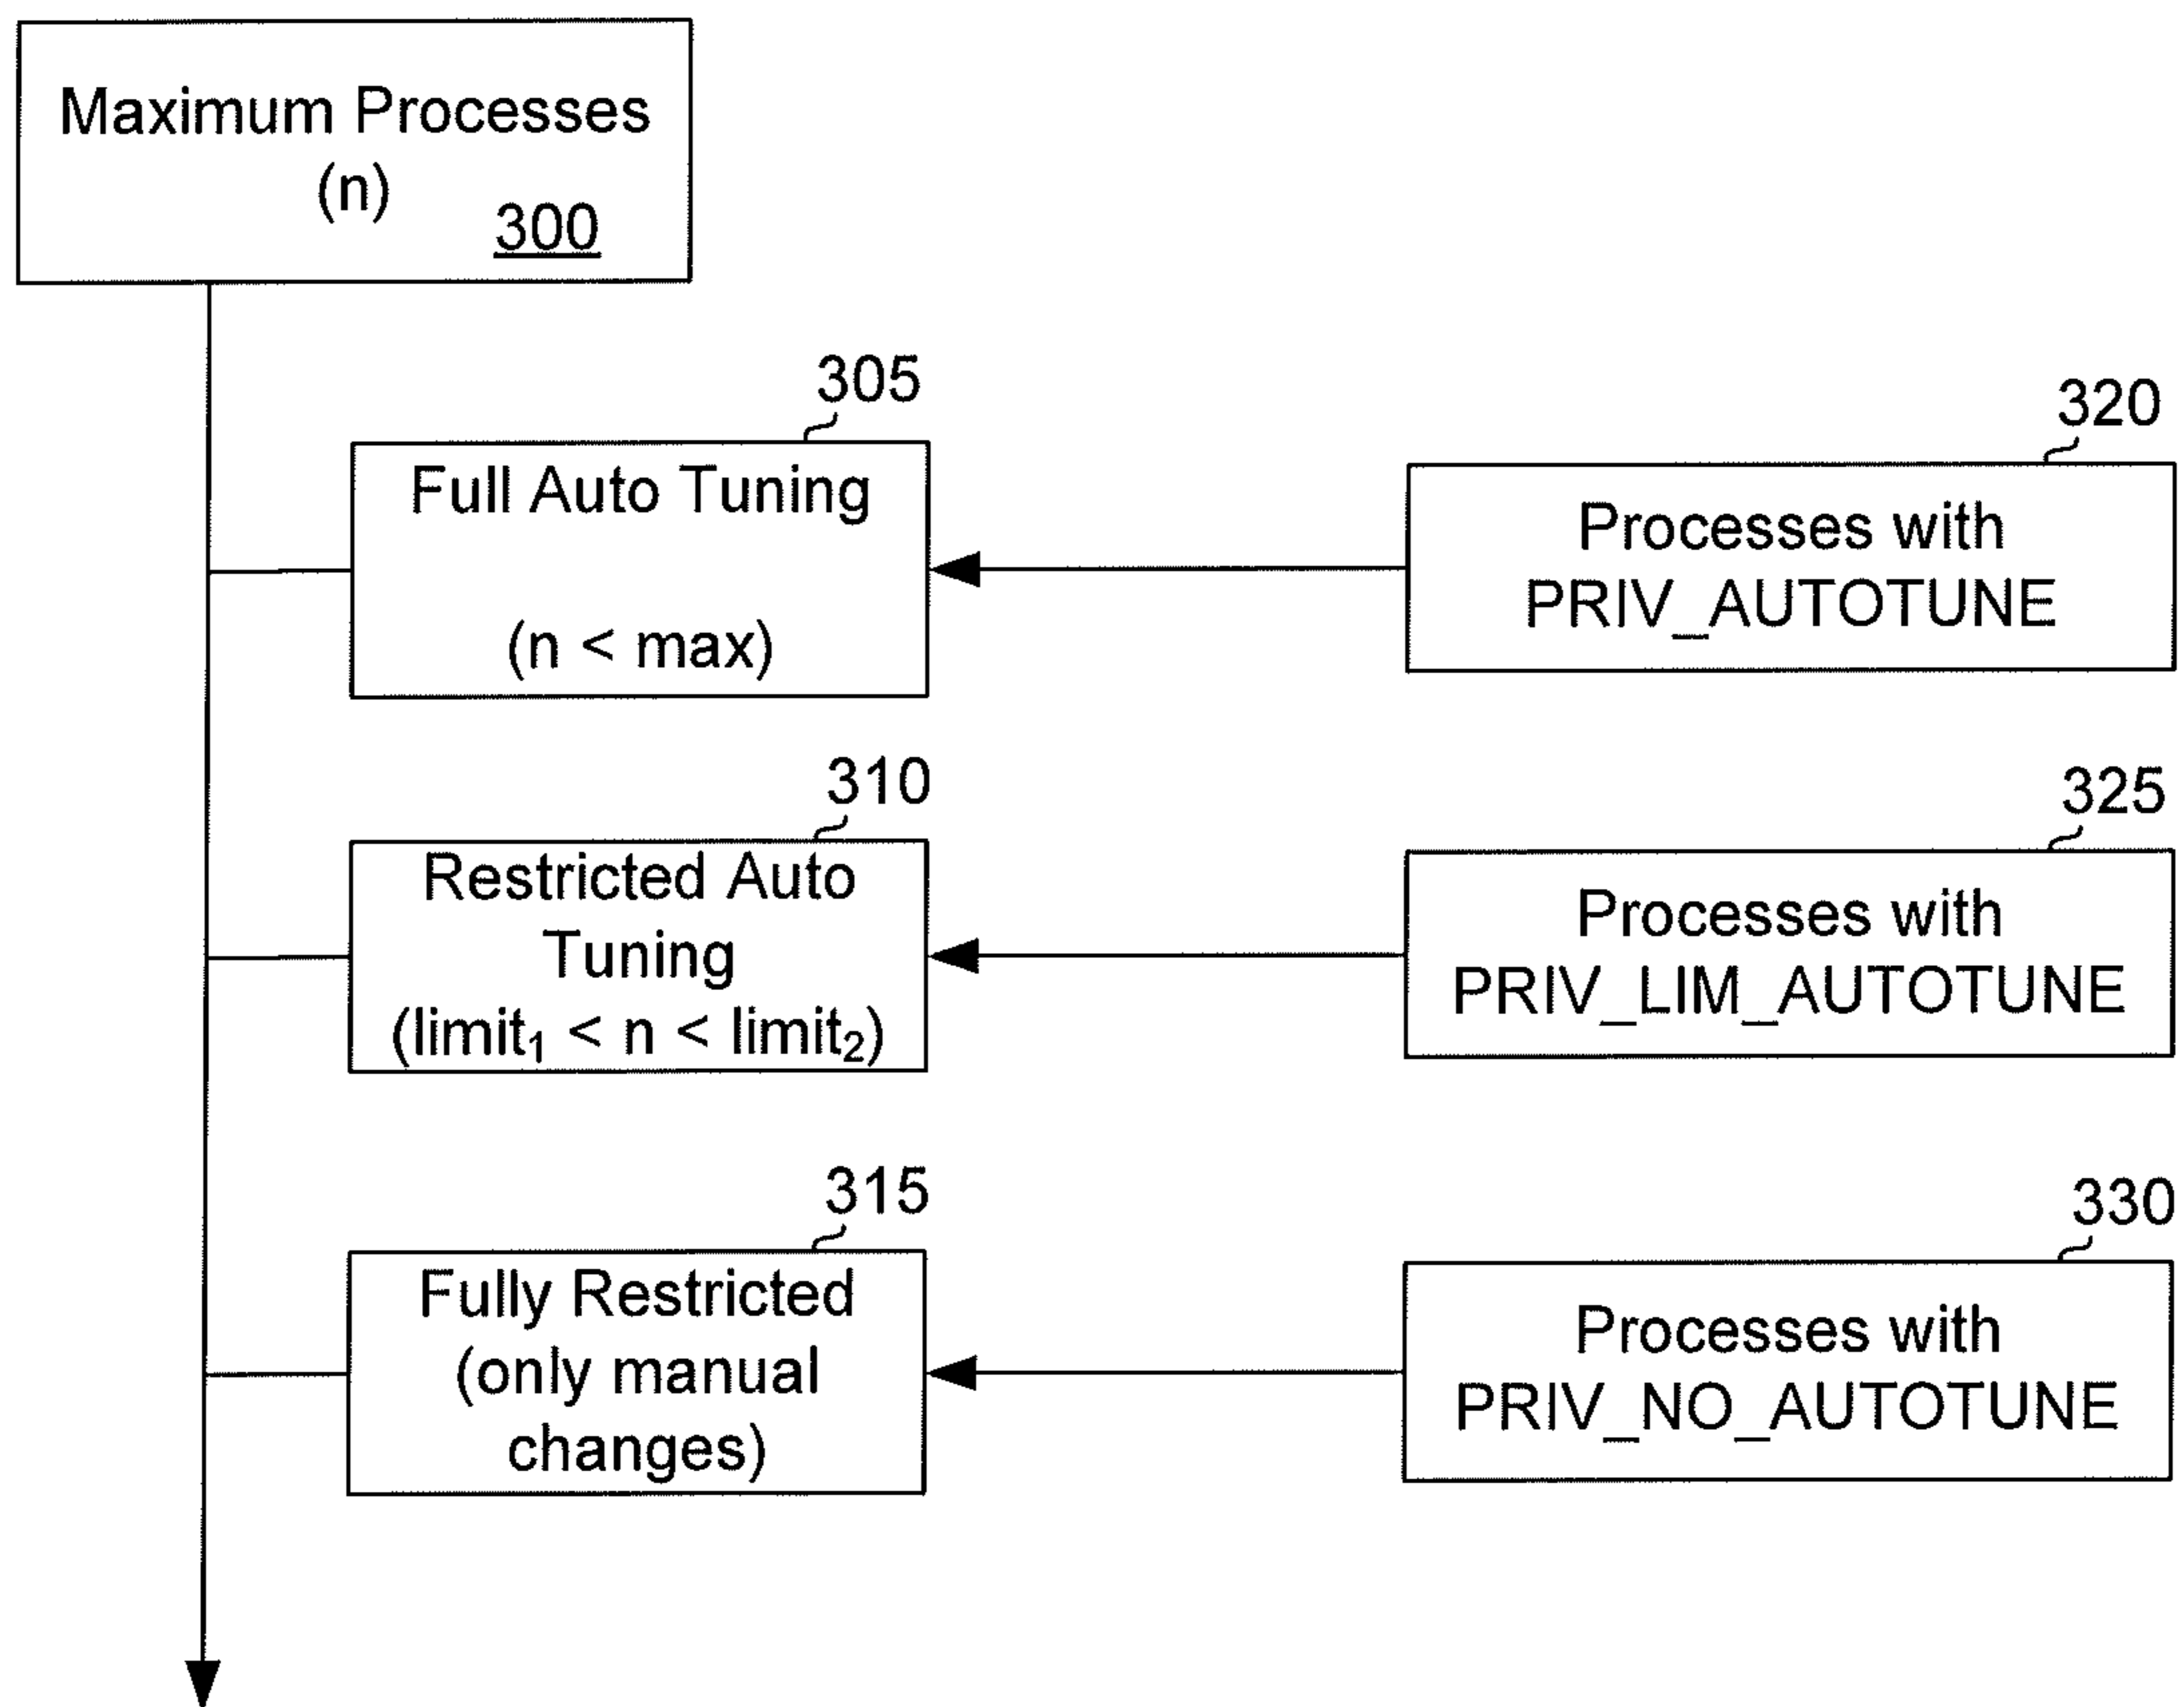 Maximum Processes
(n)
300
305
Full Auto Tuning
(n < max)
320
Processes with
PRIV_AUTOTUNE
310
Restricted Auto
Tuning
(limit₁ < n < limit₂)
325
Processes with
PRIV_LIM_AUTOTUNE
315
Fully Restricted
(only manual
changes)
330
Processes with
PRIV_NO_AUTOTUNE